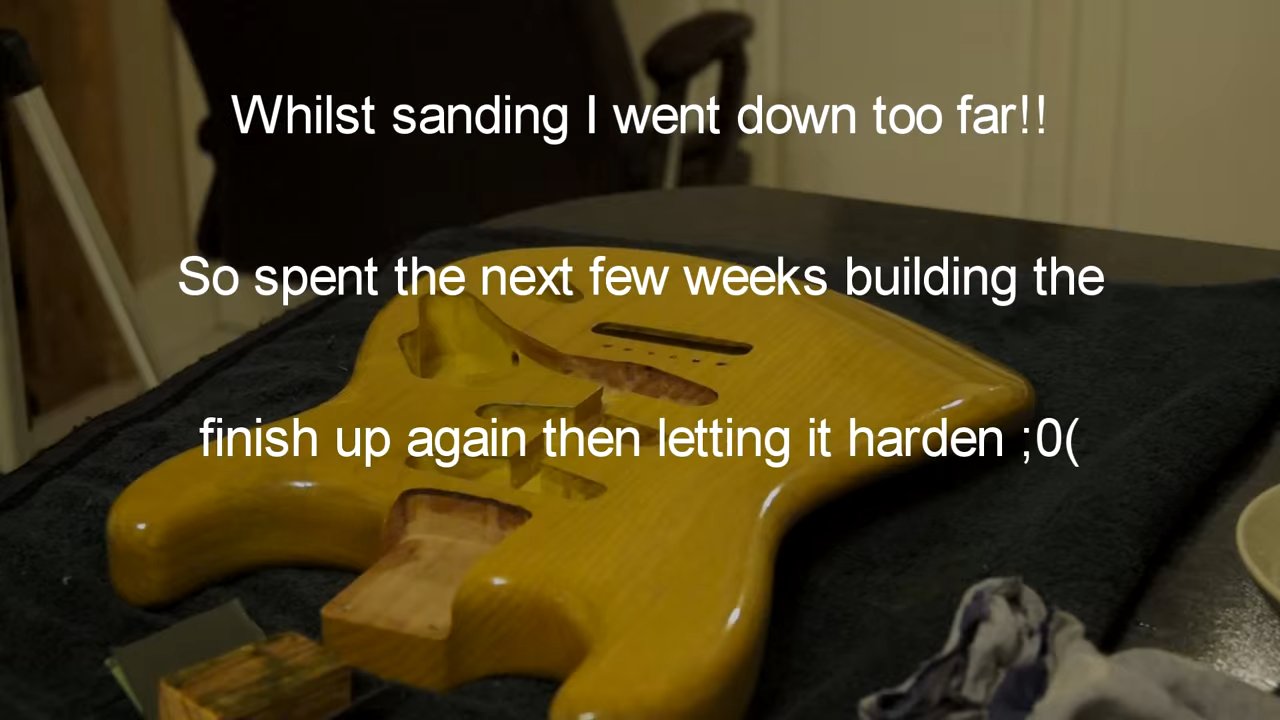 Whilst sanding I went down too far!!
So spent the next few weeks building the
finish up again then letting it harden ;0(